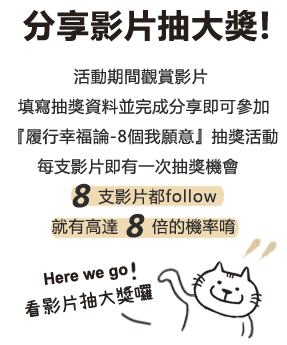 分享影片抽大獎!
活動期間觀賞影片
填寫抽獎資料並完成分享即可參加
『履行幸福論-8個我願意』抽獎活動
每支影片即有一次抽獎機會
8 支影片都follow
就有高達 8 倍的機率唷
Here we go!
看影片抽大獎囉